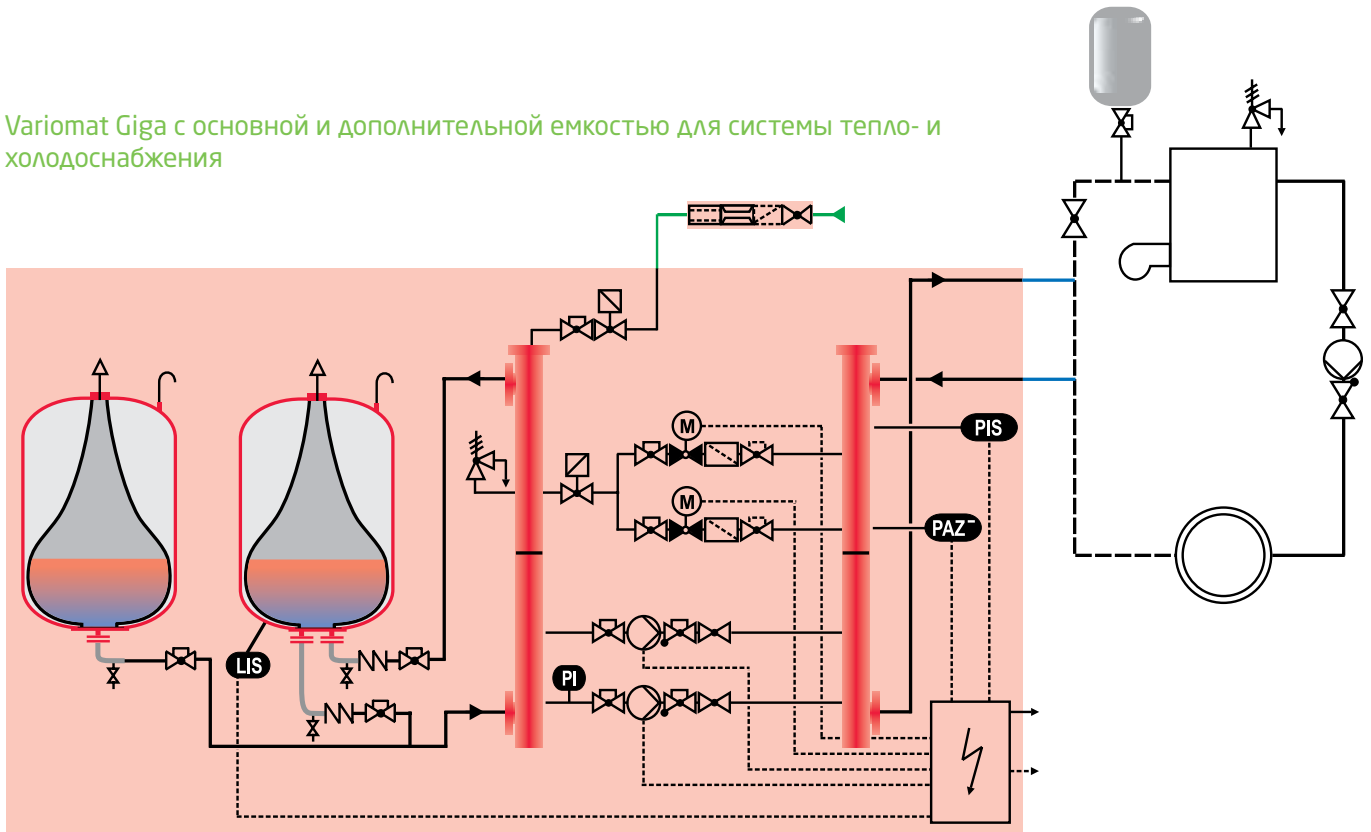 Variomat Giga с основной и дополнительной емкостью для системы тепло- и
холодоснабжения
M
PIS
M
PAZ⁻
LIS
PI